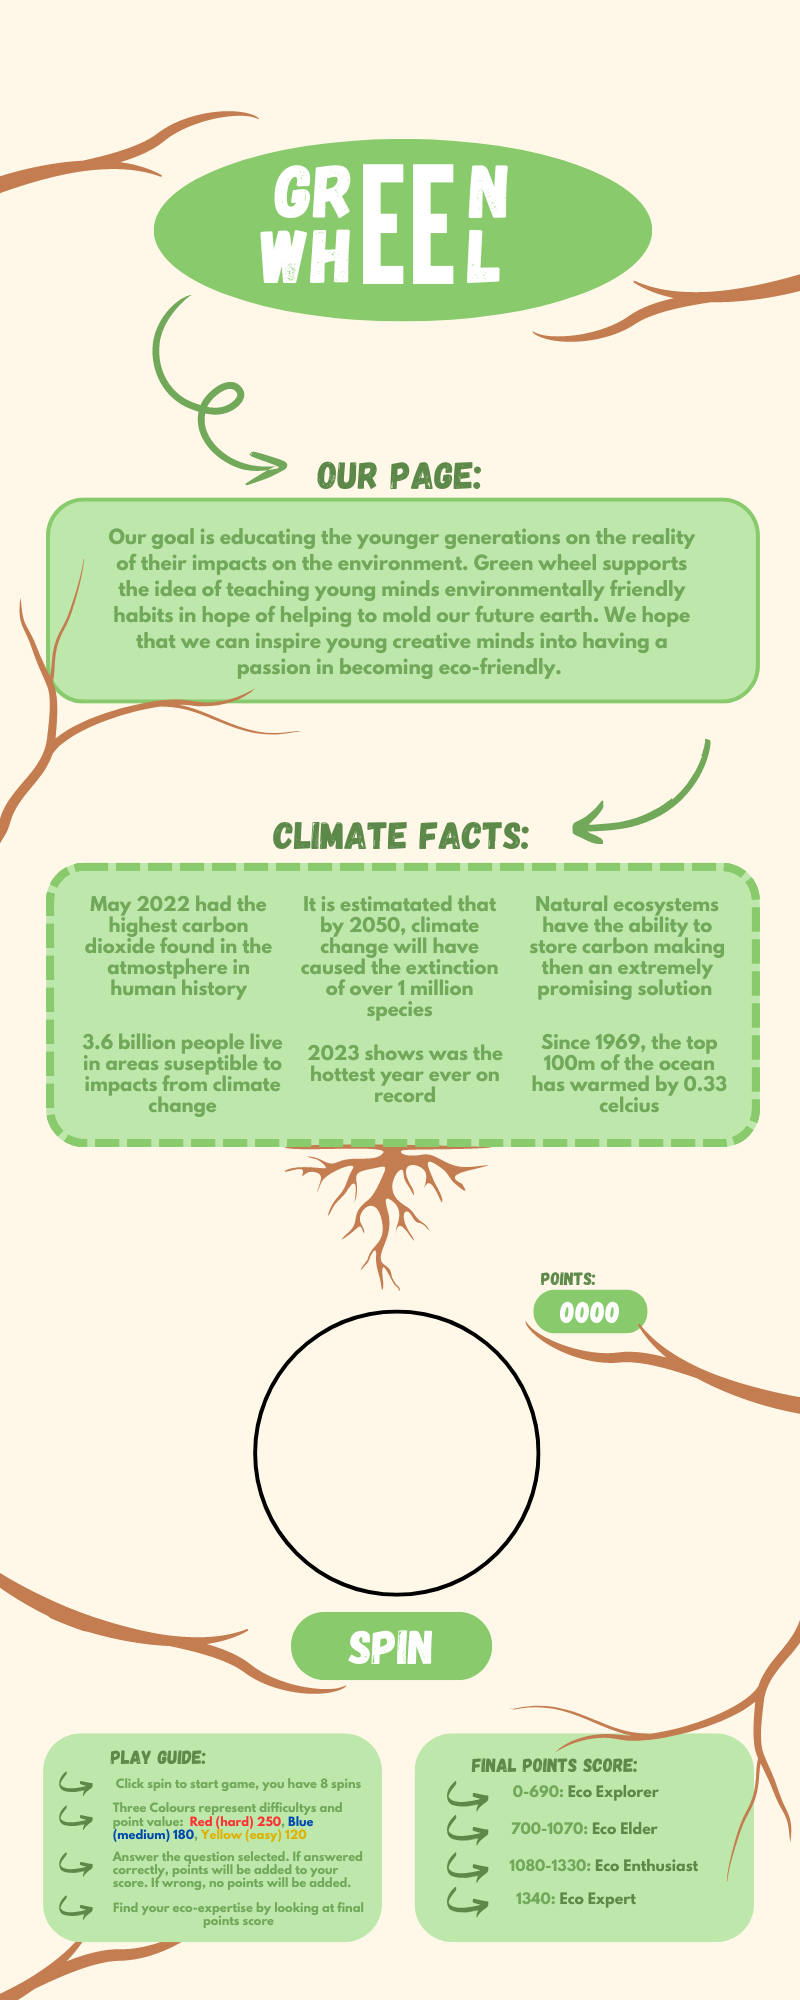 GREEN
WHEEL
OUR PAGE:
Our goal is educating the younger generations on the reality
of their impacts on the environment. Green wheel supports
the idea of teaching young minds environmentally friendly
habits in hope of helping to mold our future earth. We hope
that we can inspire young creative minds into having a
passion in becoming eco-friendly.
CLIMATE FACTS:
May 2022 had the
highest carbon
dioxide found in the
atmostphere in
human history
It is estimatated that
by 2050, climate
change will have
caused the extinction
of over 1 million
species
Natural ecosystems
have the ability to
store carbon making
then an extremely
promising solution
3.6 billion people live
in areas suseptible to
impacts from climate
change
2023 shows was the
hottest year ever on
record
Since 1969, the top
100m of the ocean
has warmed by 0.33
celcius
POINTS:
0000
SPIN
PLAY GUIDE:
Click spin to start game, you have 8 spins
Three Colours represent difficultys and
point value: Red (hard) 250, Blue
(medium) 180, Yellow (easy) 120
Answer the question selected. If answered
correctly, points will be added to your
score. If wrong, no points will be added.
Find your eco-expertise by looking at final
points score
FINAL POINTS SCORE:
0-690: Eco Explorer
700-1070: Eco Elder
1080-1330: Eco Enthusiast
1340: Eco Expert